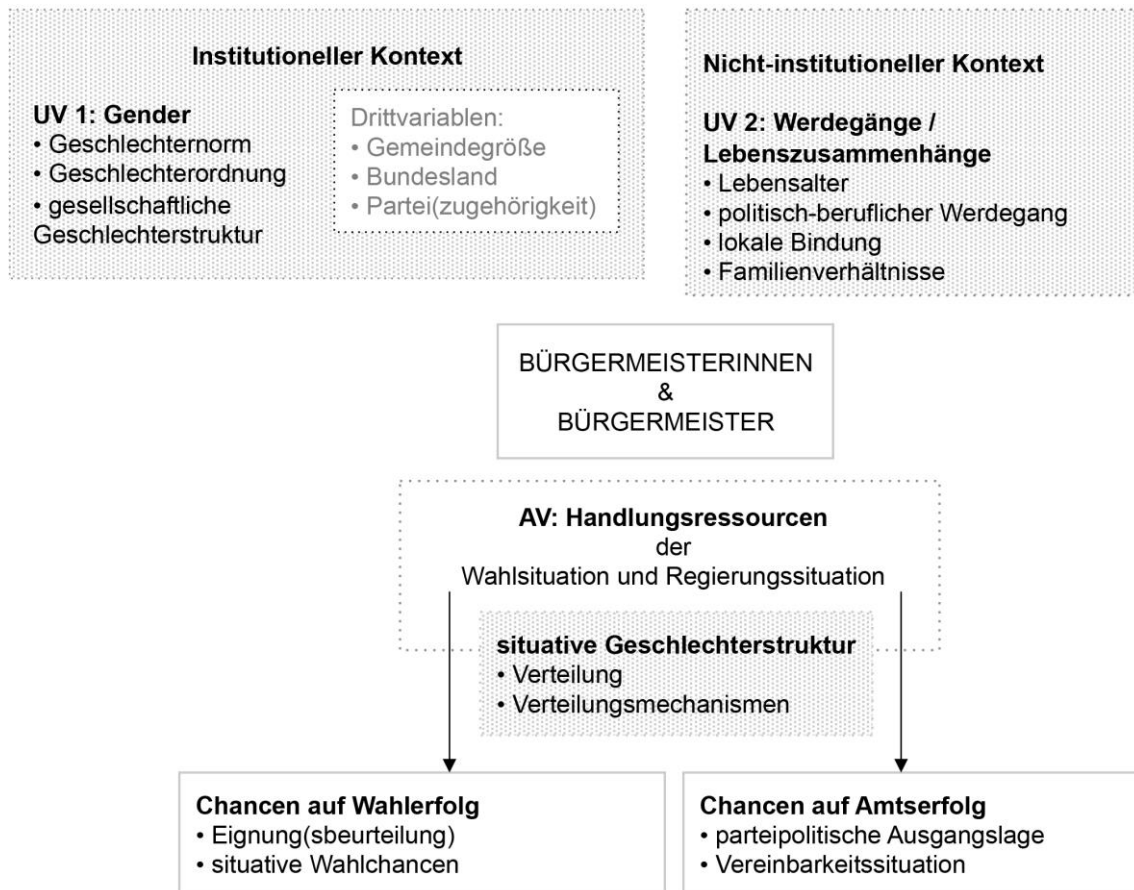 Institutioneller Kontext
UV 1: Gender
• Geschlechternorm
• Geschlechterordnung
• gesellschaftliche
Geschlechterstruktur
Drittvariablen:
• Gemeindegröße
• Bundesland
• Partei(zugehörigkeit)
Nicht-institutioneller Kontext
UV 2: Werdegänge /
Lebenszusammenhänge
• Lebensalter
• politisch-beruflicher Werdegang
• lokale Bindung
• Familienverhältnisse
BÜRGERMEISTERINNEN
&
BÜRGERMEISTER
AV: Handlungsressourcen
der
Wahlsituation und Regierungssituation
situative Geschlechterstruktur
• Verteilung
• Verteilungsmechanismen
Chancen auf Wahlerfolg
• Eignung(sbeurteilung)
• situative Wahlchancen
Chancen auf Amtserfolg
• parteipolitische Ausgangslage
• Vereinbarkeitssituation